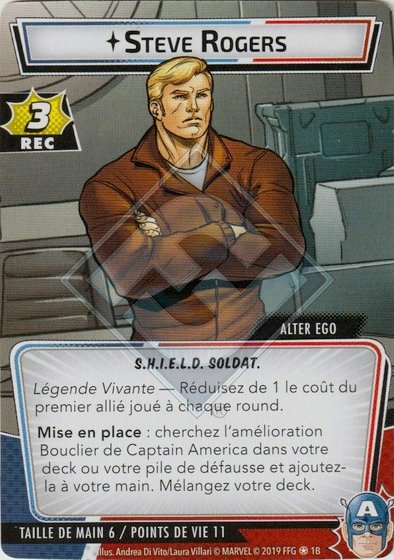 STEVE ROGERS
3
REC
ALTER EGO
S.H.I.E.L.D. SOLDAT.
Légende Vivante — Réduisez de 1 le coût du
premier allié joué à chaque round.
Mise en place : cherchez l'amélioration
Bouclier de Captain America dans votre
deck ou votre pile de défausse et ajoutez-
la à votre main. Mélangez votre deck.
A
TAILLE DE MAIN 6 / POINTS DE VIE 11
Illus. Andrea Di Vito/Laura Villari © MARVEL © 2019 FFG 1B